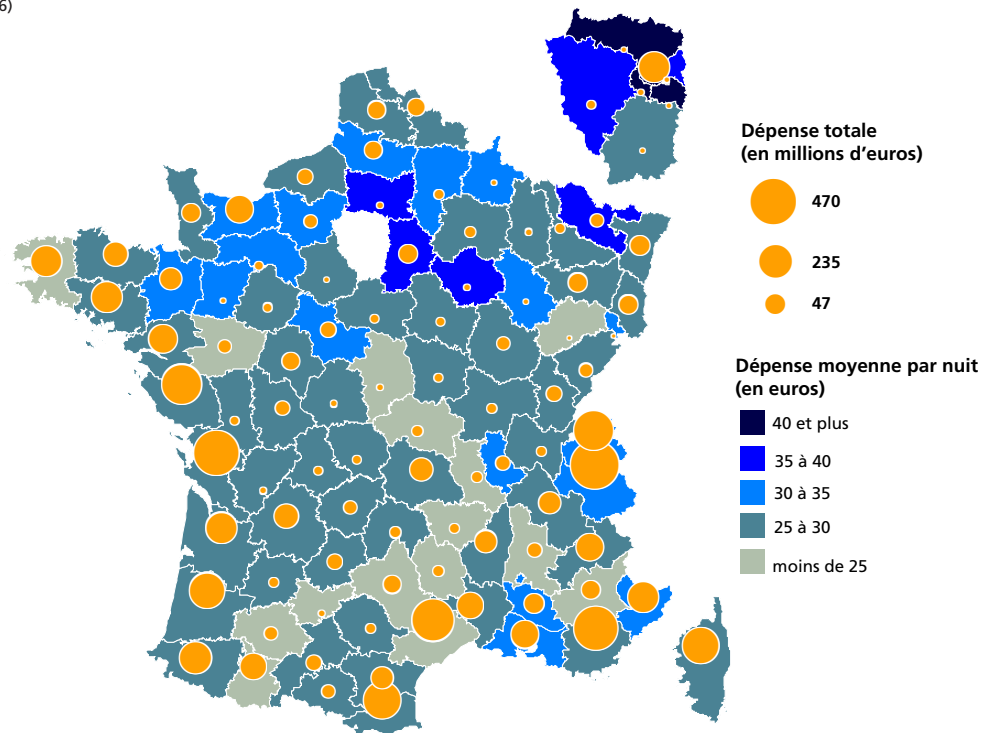 6)
Dépense totale
(en millions d’euros)
470
235
47
Dépense moyenne par nuit
(en euros)
40 et plus
35 à 40
30 à 35
25 à 30
moins de 25